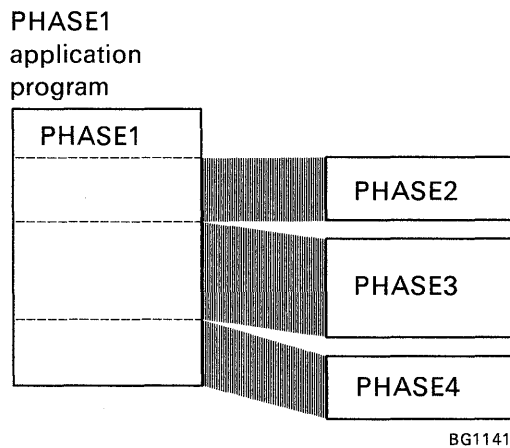 PHASE1
application
program
PHASE1
PHASE2
PHASE3
PHASE4
BG1141